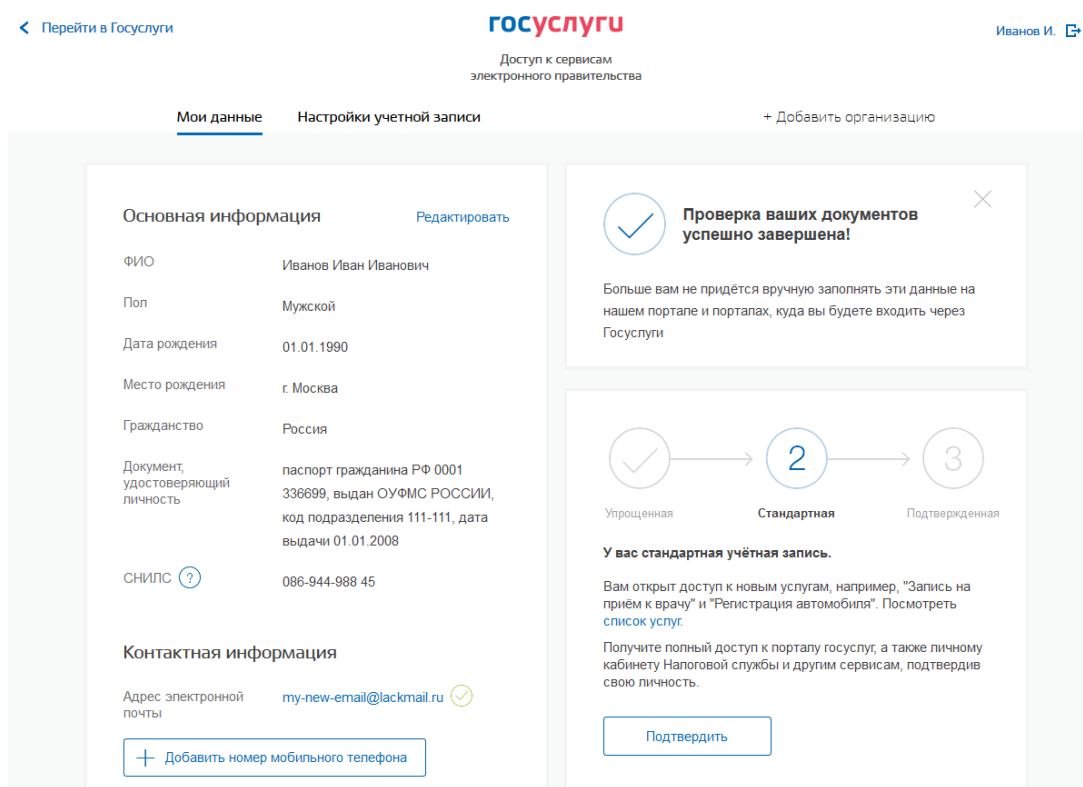 Перейти в Госуслуги
госуслуги
Иванов И.
Доступ к сервисам
электронного правительства
Мои данные
Настройки учетной записи
+ Добавить организацию
Основная информация
Редактировать
ФИО
Иванов Иван Иванович
Пол
Мужской
Дата рождения
01.01.1990
Место рождения
г. Москва
Гражданство
Россия
Документ,
удостоверяющий
личность
паспорт гражданина РФ 0001
336699, выдан ОУФМС РОССИИ,
код подразделения 111-111, дата
выдачи 01.01.2008
СНИЛС ?
086-944-988 45
Контактная информация
Адрес электронной
почты
my-new-email@lackmail.ru
Добавить номер мобильного телефона
Проверка ваших документов
успешно завершена!
Больше вам не придётся вручную заполнять эти данные на
нашем портале и порталах, куда вы будете входить через
Госуслуги
2
3
Упрощенная
Стандартная
Подтвержденная
У вас стандартная учётная запись.
Вам открыт доступ к новым услугам, например, "Запись на
приём к врачу" и "Регистрация автомобиля". Посмотреть
список услуг.
Получите полный доступ к порталу госуслуг, а также личному
кабинету Налоговой службы и другим сервисам, подтвердив
свою личность.
Подтвердить